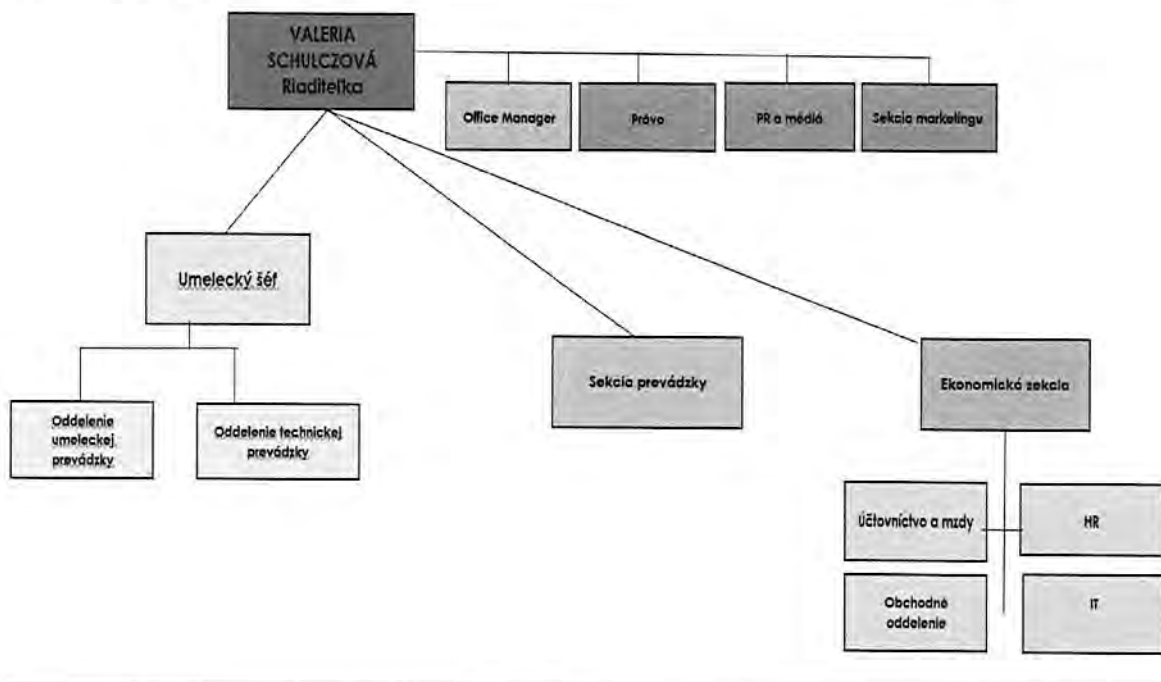 VALERIA
SCHULCZOVÁ
Riaditeľka
Office Manager
Právo
PR a médiá
Sekcia marketingu
Umelecký šéf
Sekcia prevádzky
Ekonomická sekcia
Oddelenie
umeleckej
prevádzky
Oddelenie technickej
prevádzky
Účtovníctvo a mzdy
HR
Obchodné
oddelenie
IT